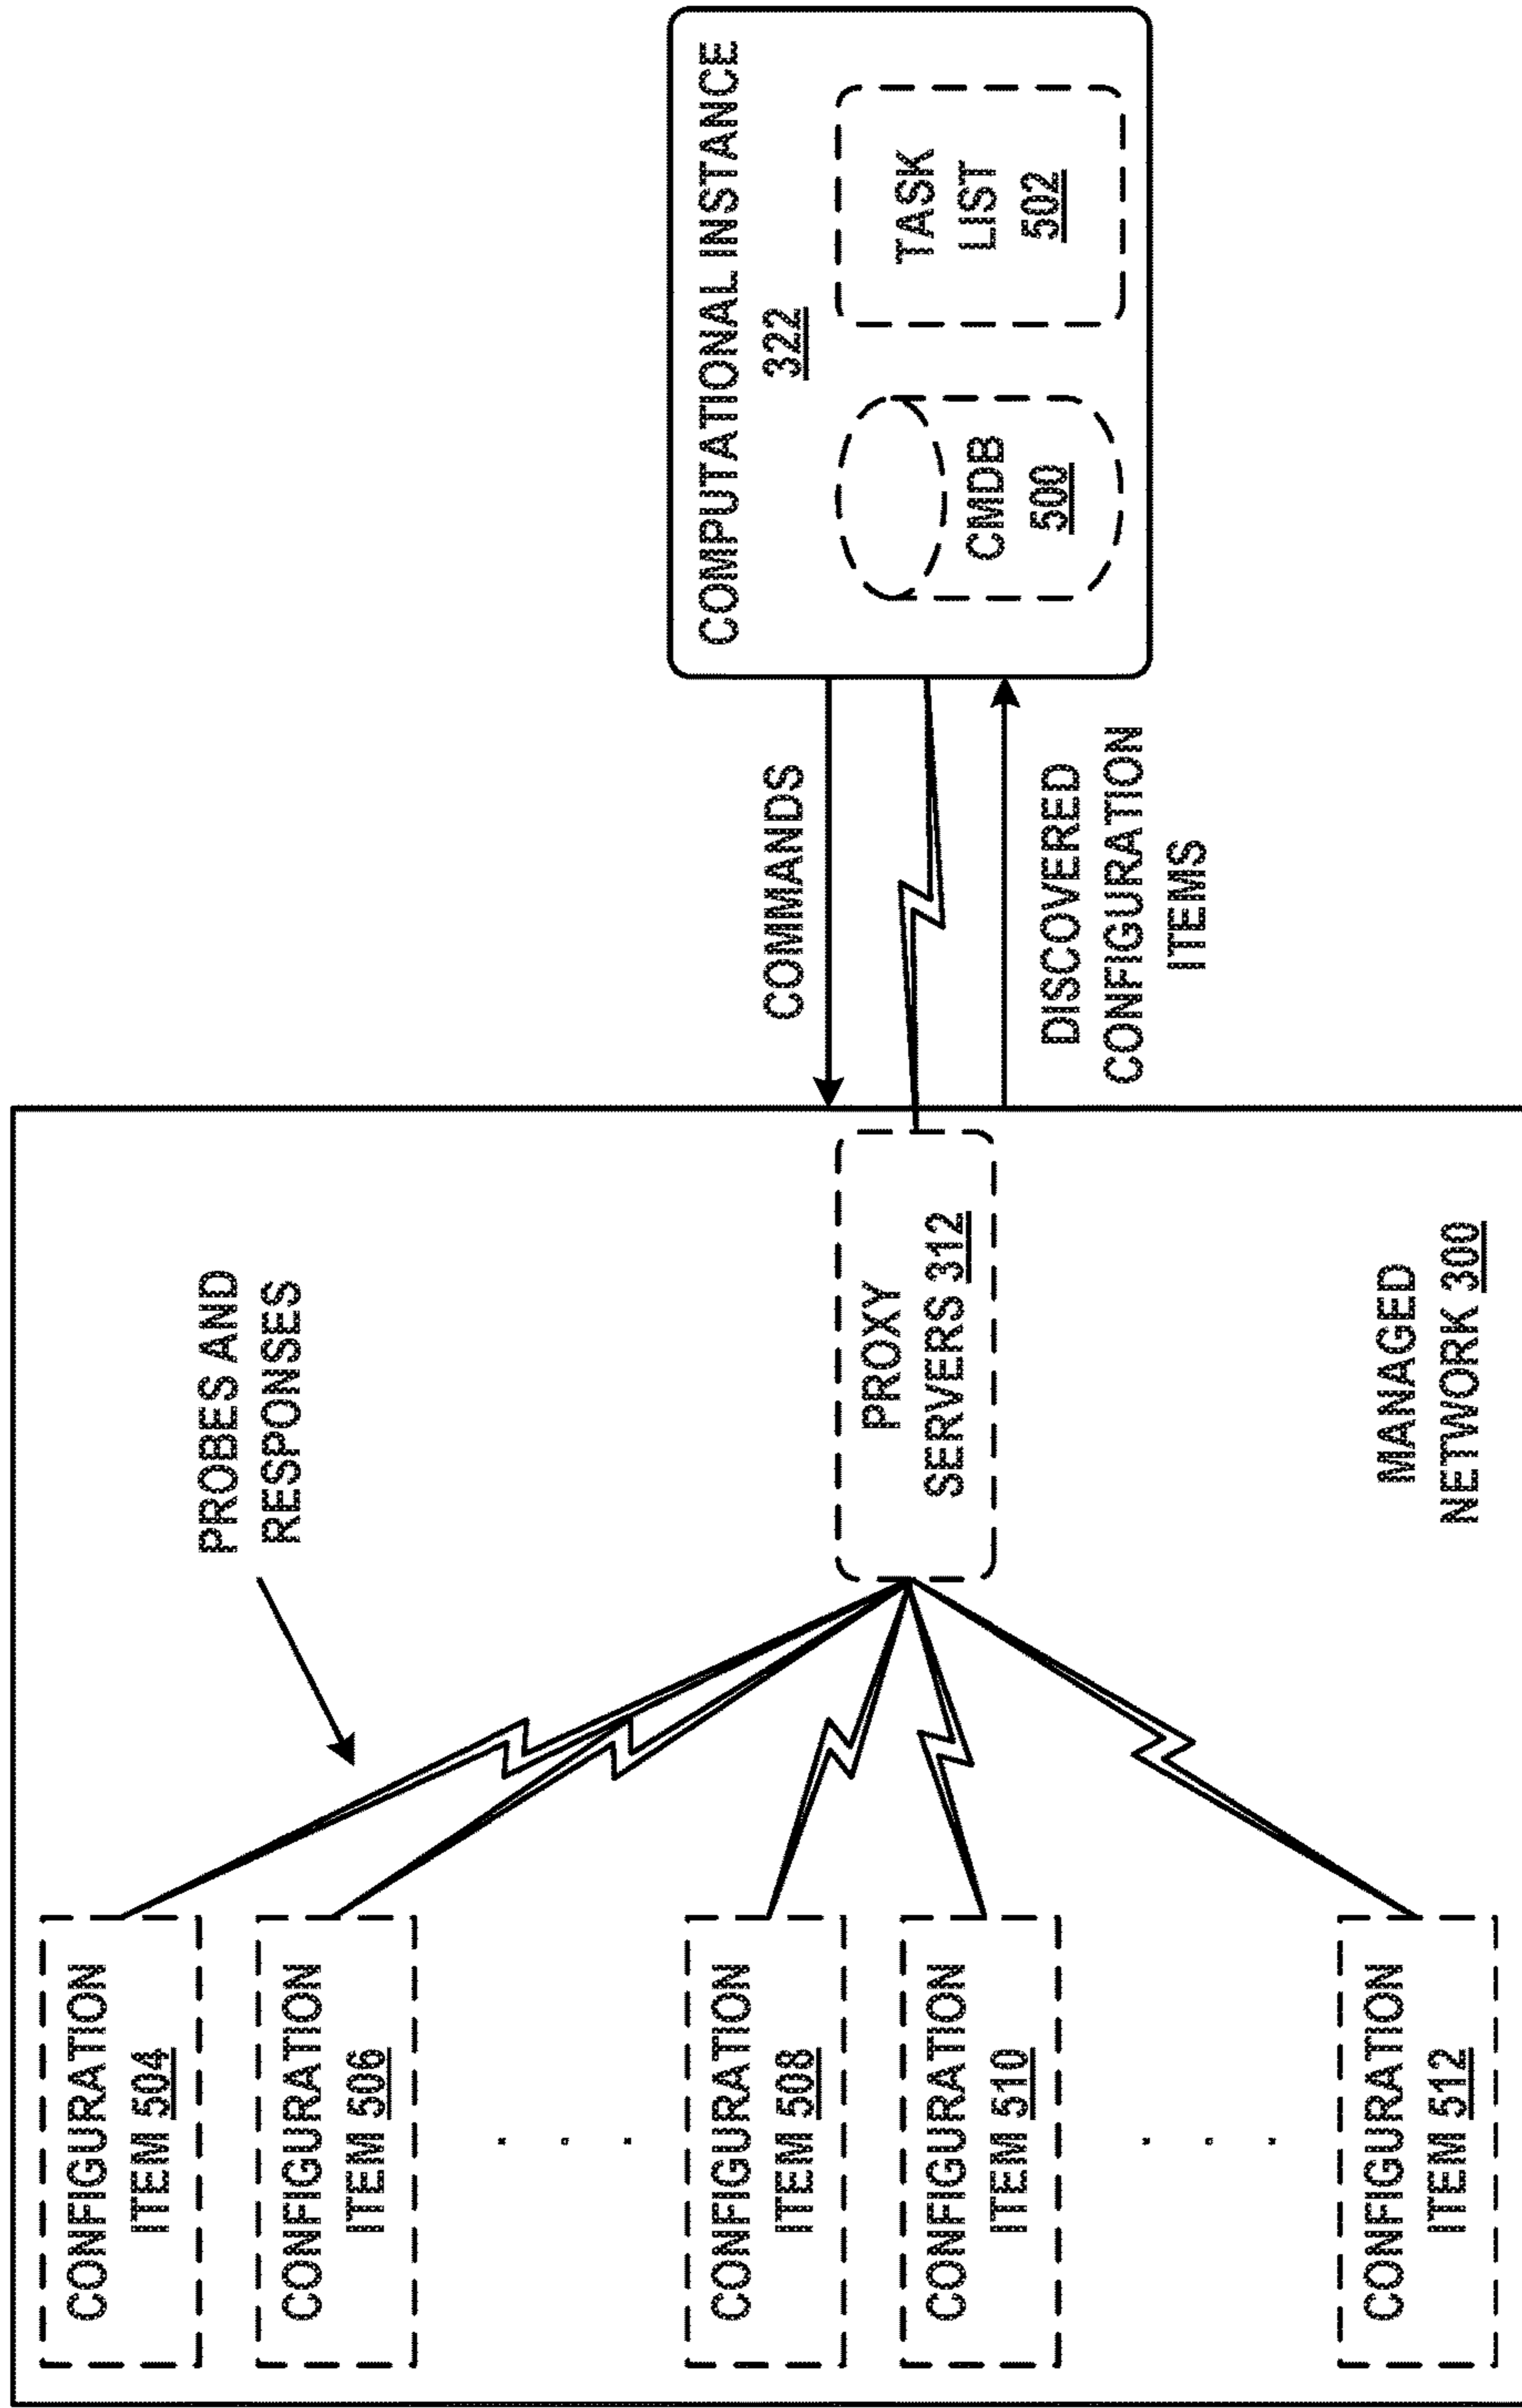 CONFIGURATION
ITEM 504
CONFIGURATION
ITEM 506
CONFIGURATION
ITEM 508
CONFIGURATION
ITEM 510
CONFIGURATION
ITEM 512
PROBES AND
RESPONSES
PROXY
SERVERS 312
MANAGED
NETWORK 300
COMMANDS
DISCOVERED
CONFIGURATION
ITEMS
COMPUTATIONAL INSTANCE
322
CMDB
500
TASK
LIST
502